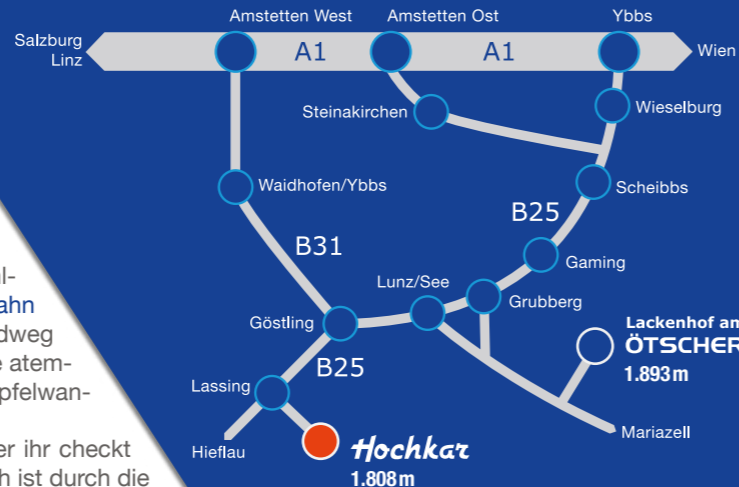 Amstetten West
Amstetten Ost
Ybbs
Salzburg
Linz
A1
A1
Wien
Steinakirchen
Wieselburg
Waidhofen/Ybbs
Scheibbs
B25
B31
Gaming
Lunz/See
Grubberg
Göstling
Lackenhof am
ÖTSCHER
1.893 m
B25
Lassing
Mariazell
Hieflau
Hochkar
1.808 m
ahn
dweg
e atem-
pfelwan-
er ihr checkt
h ist durch die